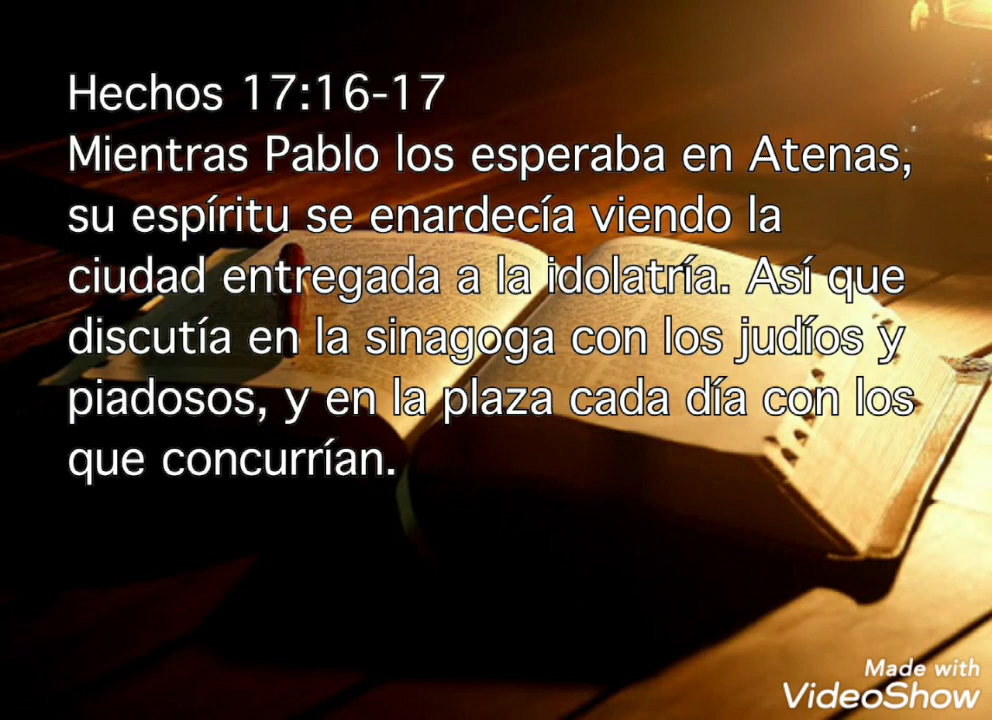 Hechos 17:16-17
Mientras Pablo los esperaba en Atenas,
su espíritu se enardecía viendo la
ciudad entregada a la idolatría. Así que
discutía en la sinagoga con los judíos y
piadosos, y en la plaza cada día con los
que concurrían.
Made with
VideoShow